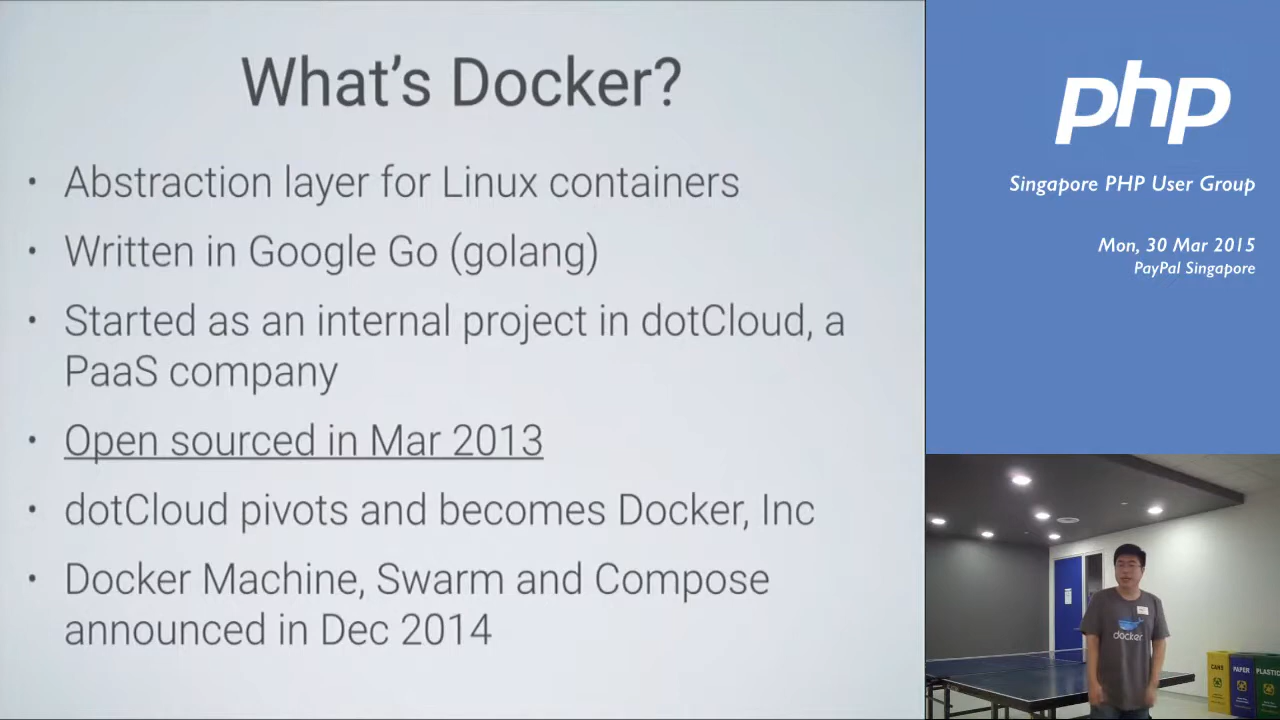 What's Docker?
• Abstraction layer for Linux containers
• Written in Google Go (golang)
• Started as an internal project in dotCloud, a
PaaS company
• Open sourced in Mar 2013
• dotCloud pivots and becomes Docker, Inc
• Docker Machine, Swarm and Compose
announced in Dec 2014
php
Singapore PHP User Group
Mon, 30 Mar 2015
PayPal Singapore
docker
CANS
PAPER
PLASTIC